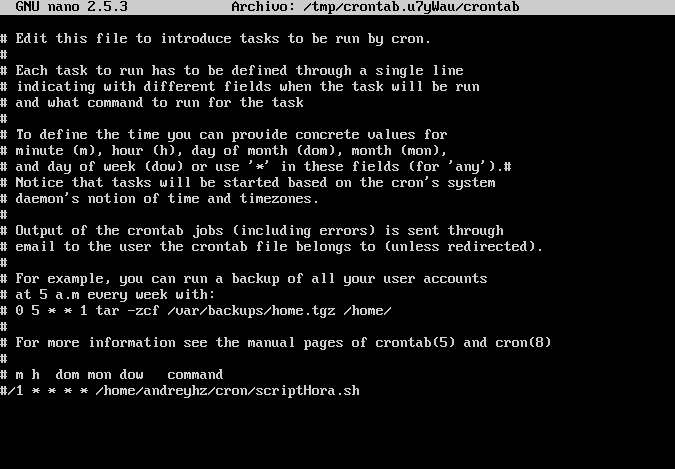 GNU nano 2.5.3 Archivo: /tmp/crontab.u7yWau/crontab
# Edit this file to introduce tasks to be run by cron.
#
# Each task to run has to be defined through a single line
# indicating with different fields when the task will be run
# and what command to run for the task
#
# To define the time you can provide concrete values for
# minute (m), hour (h), day of month (dom), month (mon),
# and day of week (dow) or use '*' in these fields (for 'any').#
# Notice that tasks will be started based on the cron's system
# daemon's notion of time and timezones.
#
# Output of the crontab jobs (including errors) is sent through
# email to the user the crontab file belongs to (unless redirected).
#
# For example, you can run a backup of all your user accounts
# at 5 a.m every week with:
# 0 5 * * 1 tar -zcf /var/backups/home.tgz /home/
#
# For more information see the manual pages of crontab(5) and cron(8)
#
# m h  dom mon dow   command
#/1 * * * * /home/andreyhz/cron/scriptHora.sh